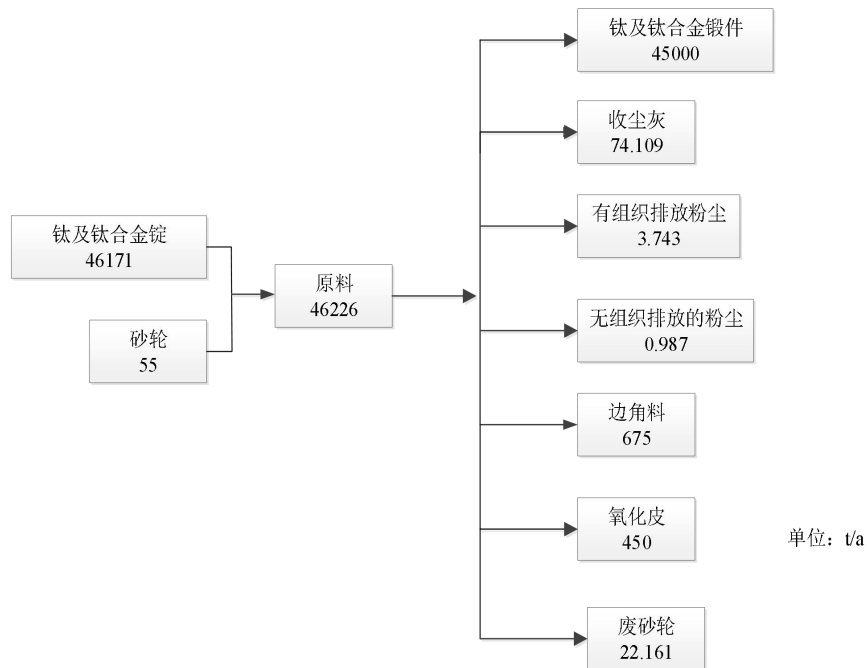 钛及钛合金锻件
45000
收尘灰
74.109
有组织排放粉尘
3.743
钛及钛合金锭
46171
原料
46226
无组织排放的粉尘
0.987
砂轮
55
边角料
675
氧化皮
450
单位：t/a
废砂轮
22.161